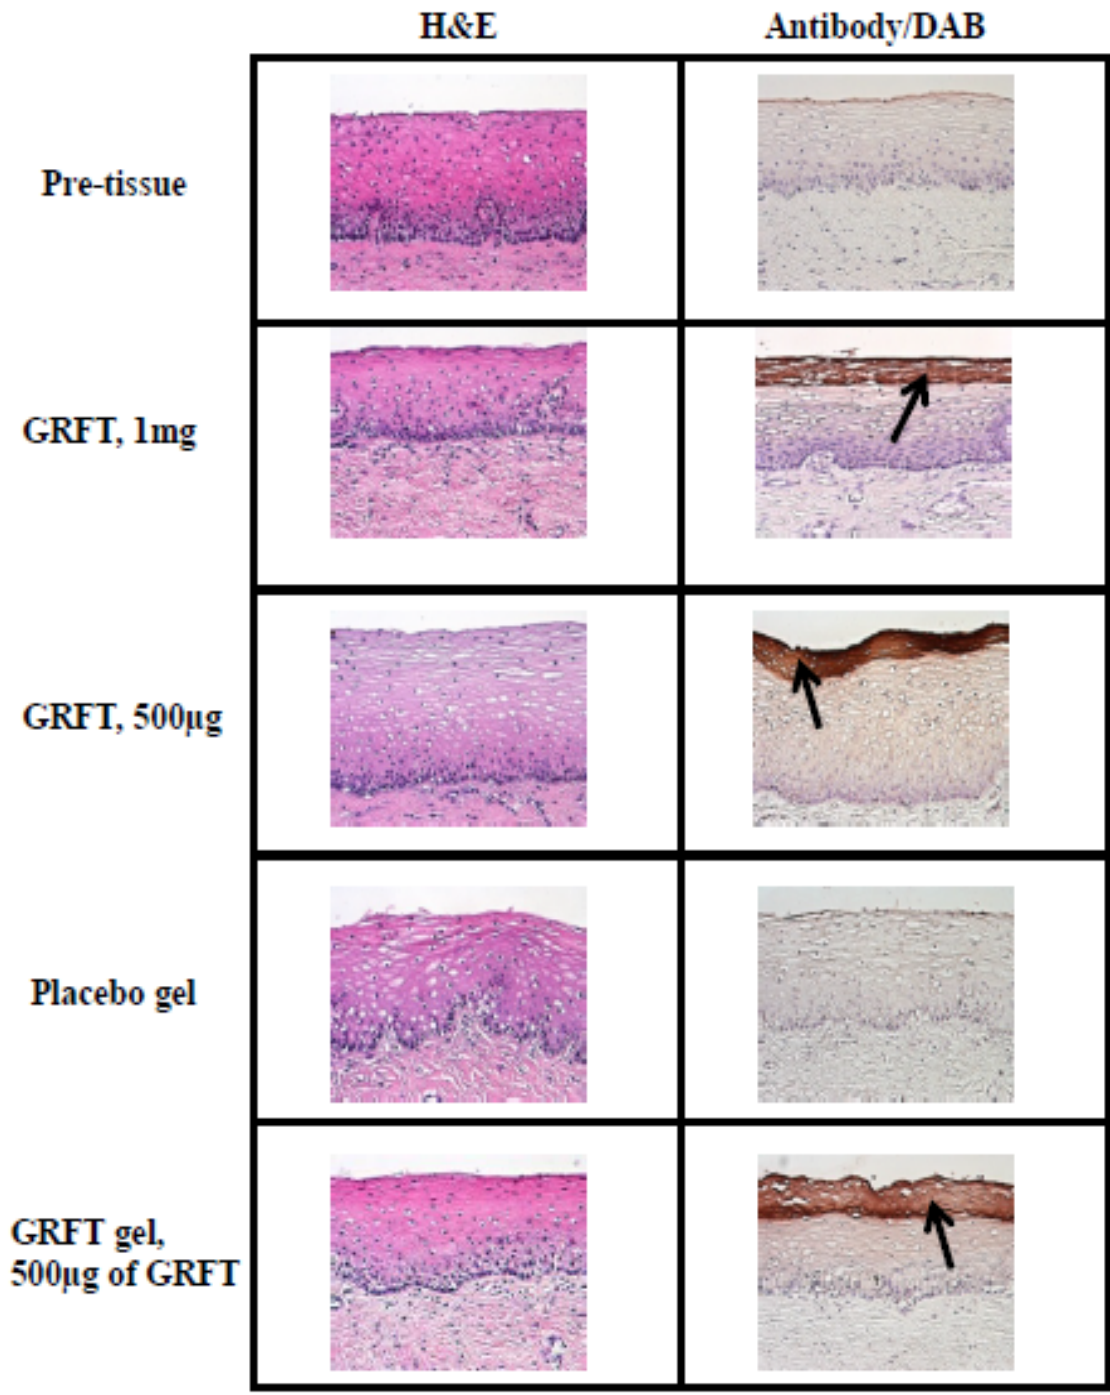 H&E Antibody/DAB
Pre-tissue
GRFT, 1mg
GRFT, 500µg
Placebo gel
GRFT gel,
500µg of GRFT